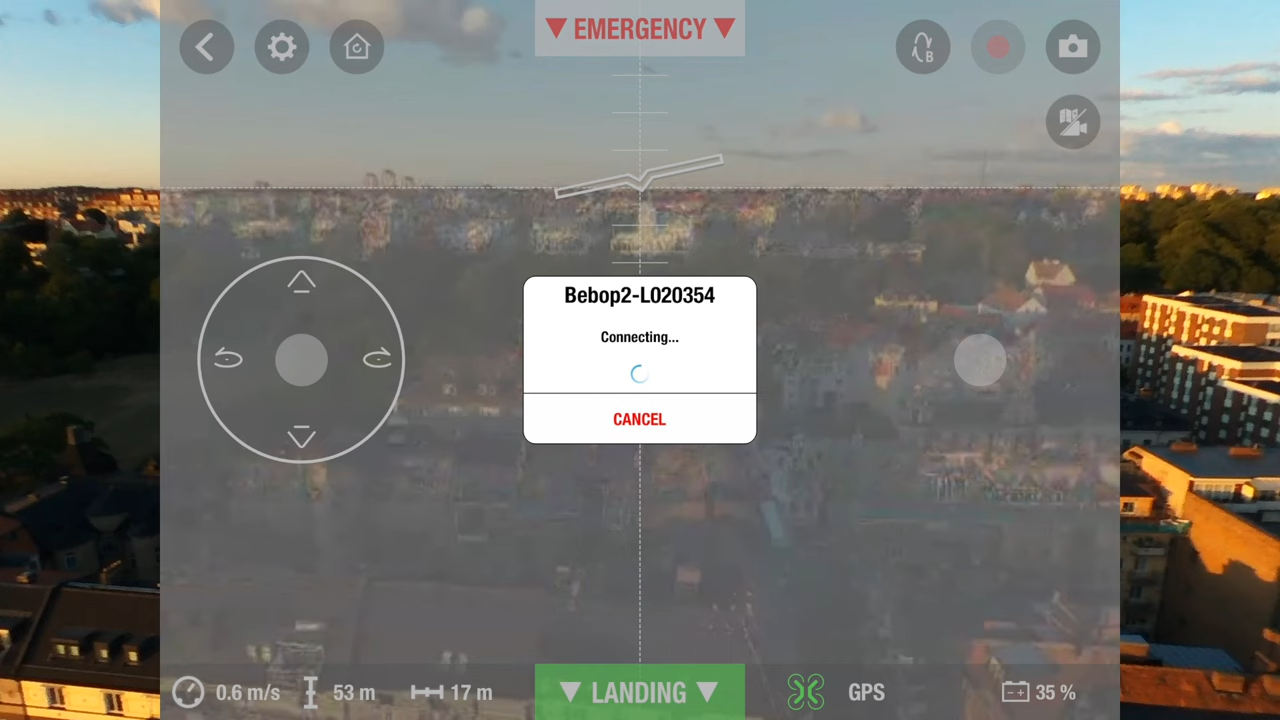 ▼ EMERGENCY ▼
B
Bebop2-L020354
Connecting...
CANCEL
0.6 m/s
53 m
17 m
▼ LANDING ▼
GPS
35 %